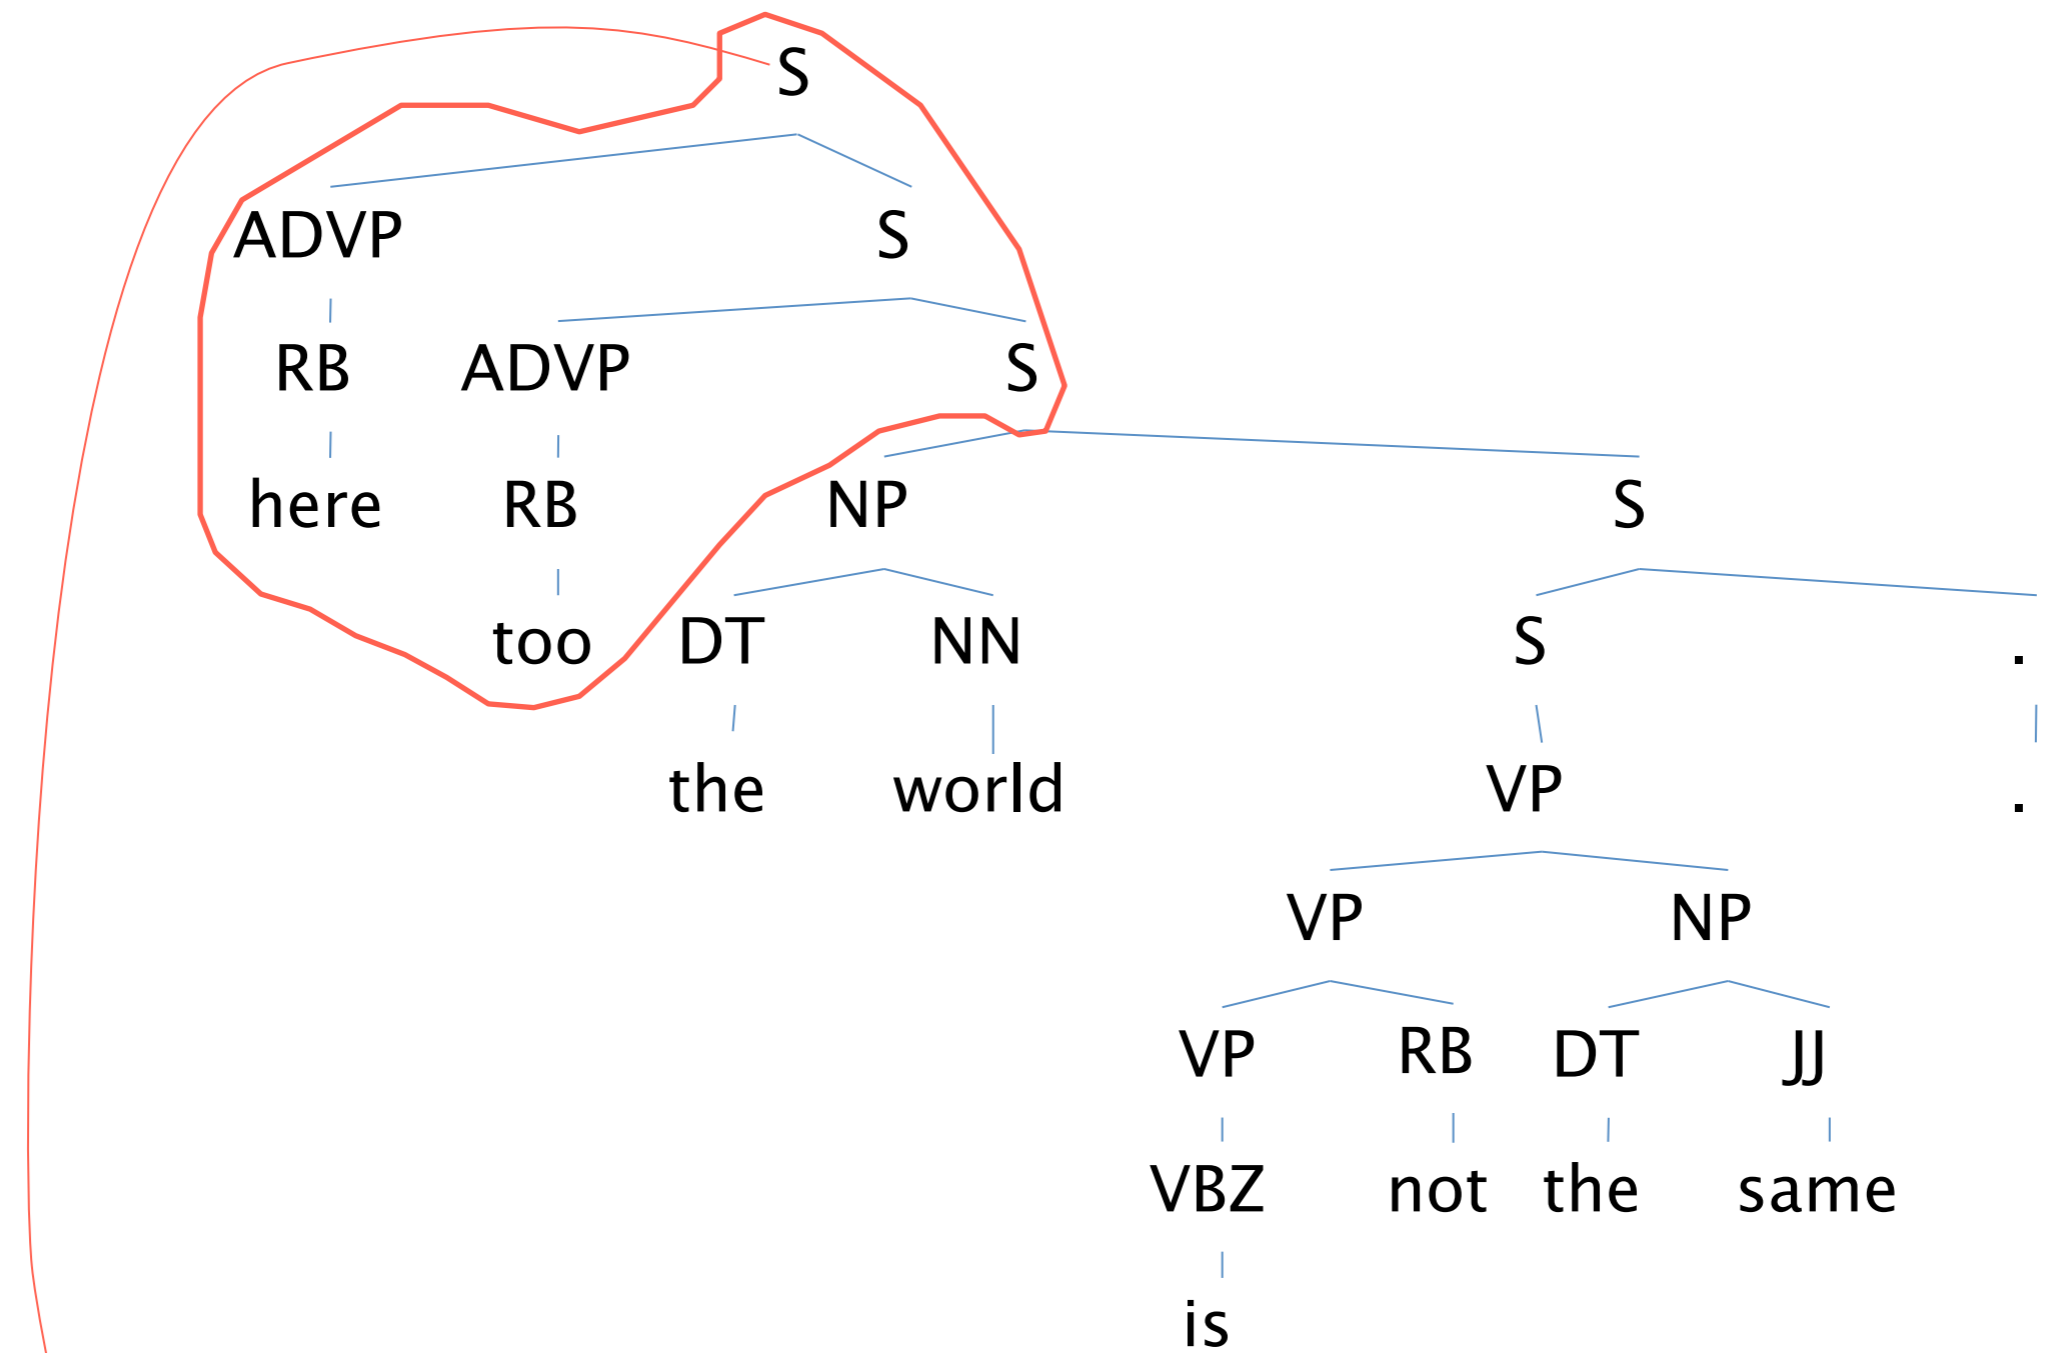 S
ADVP S
RB ADVP S
here RB NP S
too DT NN S .
the world VP .
VP NP
VP RB DT JJ
VBZ not the same
is